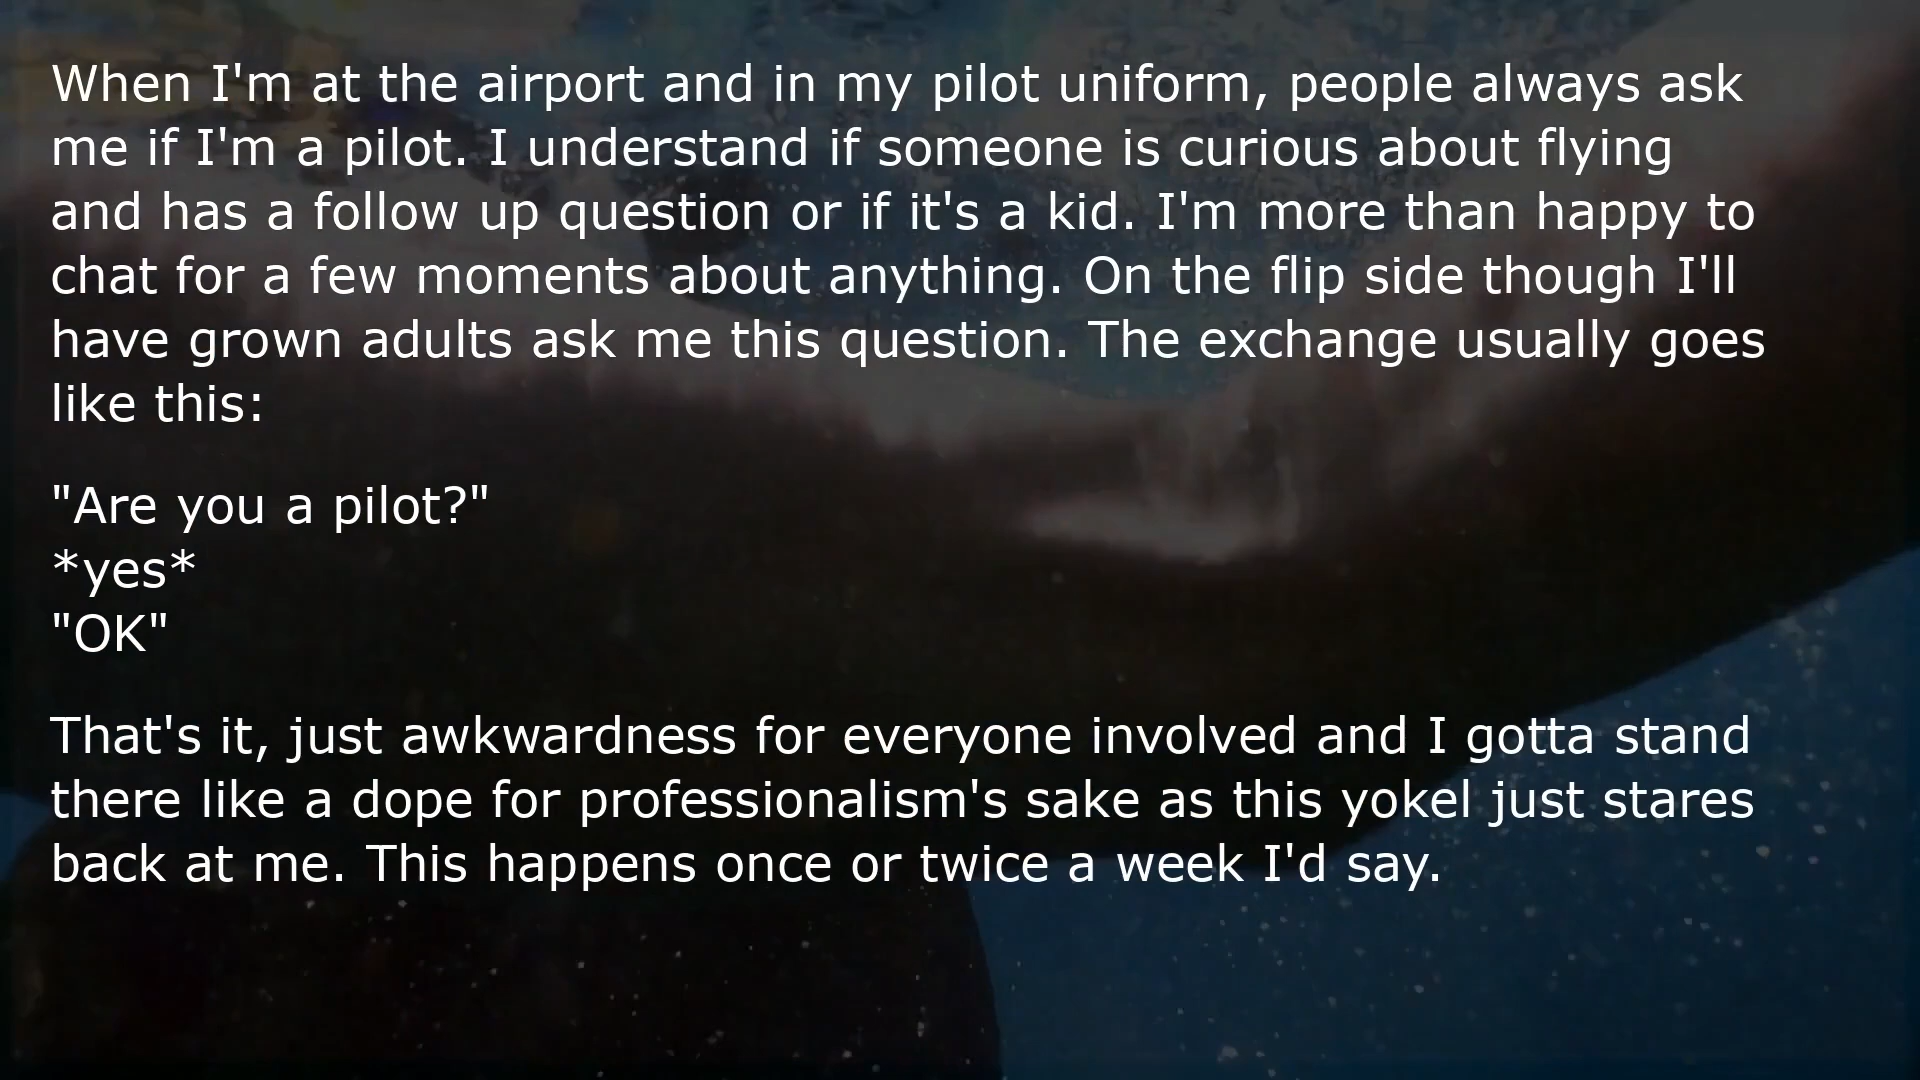 When I'm at the airport and in my pilot uniform, people always ask
me if I'm a pilot. I understand if someone is curious about flying
and has a follow up question or if it's a kid. I'm more than happy to
chat for a few moments about anything. On the flip side though I'll
have grown adults ask me this question. The exchange usually goes
like this:
"Are you a pilot?"
*yes*
"OK"
That's it, just awkwardness for everyone involved and I gotta stand
there like a dope for professionalism's sake as this yokel just stares
back at me. This happens once or twice a week I'd say.